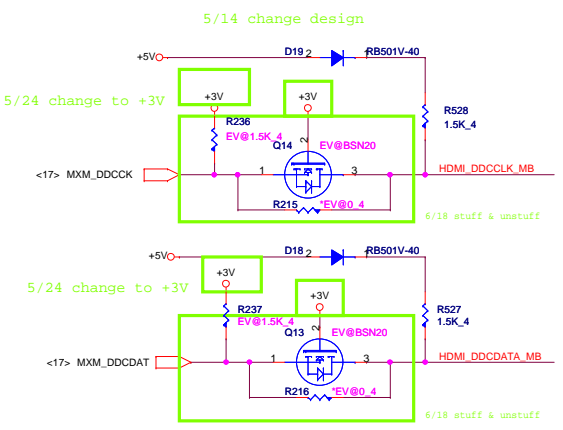 5/14 change design
D19 2 1 RB501V-40
+5V
+3V +3V
5/24 change to +3V
R528
1.5K_4
R236
EV@1.5K_4
2
Q14 EV@BSN20
<17> MXM_DDCCK 1 3 HDMI_DDCCLK_MB
R215 *EV@0_4
6/18 stuff & unstuff
D18 2 1 RB501V-40
+5V
+3V
5/24 change to +3V
+3V
R237
EV@1.5K_4
R527
1.5K_4
2
Q13 EV@BSN20
<17> MXM_DDCDAT 1 3 HDMI_DDCDATA_MB
R216 *EV@0_4
6/18 stuff & unstuff